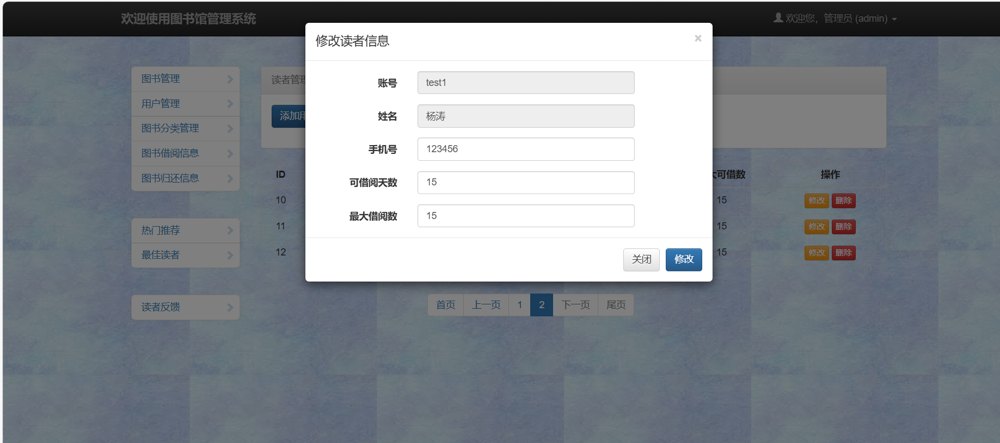 欢迎使用图书馆管理系统
欢迎您，管理员 (admin)
修改读者信息
×
账号 test1
姓名 杨涛
手机号 123456
可借阅天数 15
最大借阅数 15
关闭 修改
图书管理
用户管理
图书分类管理
图书借阅信息
图书归还信息
热门推荐
最佳读者
读者反馈
读者管理
添加用
ID 可借数 操作
10 15 修改 删除
11 15 修改 删除
12 15 修改 删除
首页 上一页 1 2 下一页 尾页